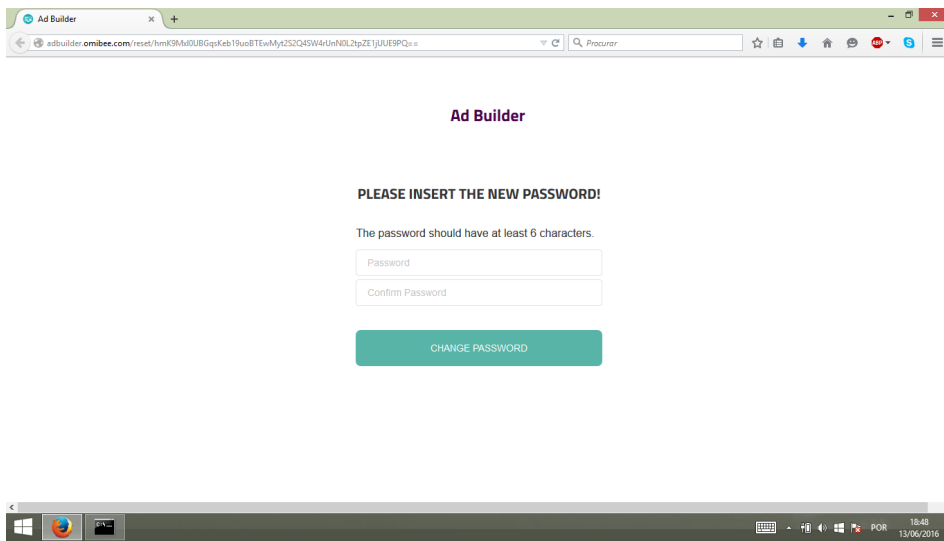 Ad Builder
adbuilder.omibee.com/reset/
Procurar
Ad Builder
PLEASE INSERT THE NEW PASSWORD!
The password should have at least 6 characters.
Password
Confirm Password
CHANGE PASSWORD
POR
18:48
13/06/2016